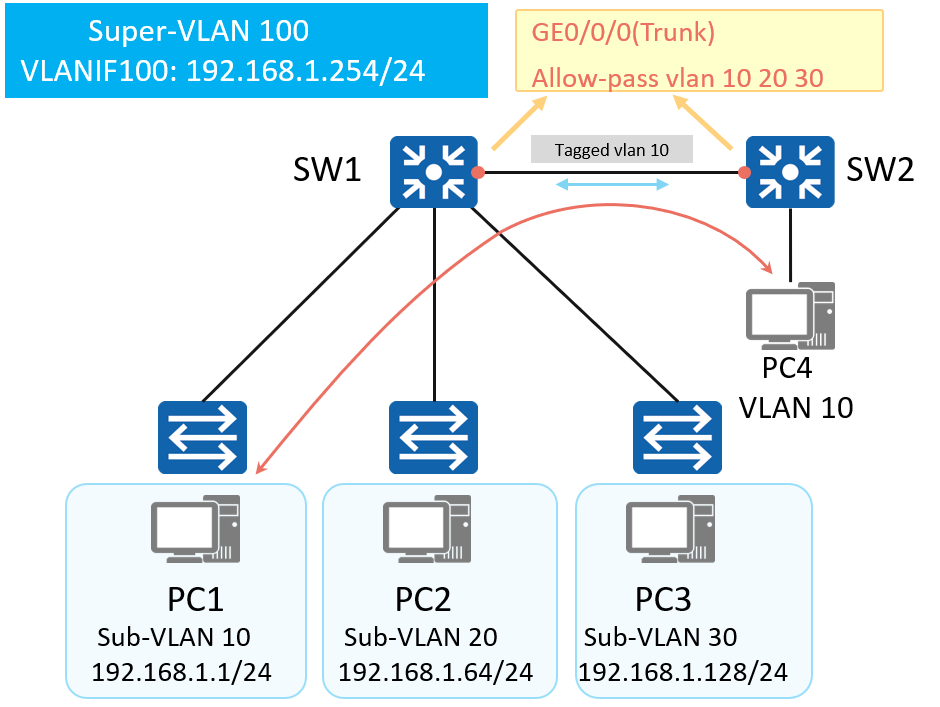 Super-VLAN 100
VLANIF100: 192.168.1.254/24
GE0/0/0(Trunk)
Allow-pass vlan 10 20 30
Tagged vlan 10
SW1
SW2
PC4
VLAN 10
PC1
Sub-VLAN 10
192.168.1.1/24
PC2
Sub-VLAN 20
192.168.1.64/24
PC3
Sub-VLAN 30
192.168.1.128/24